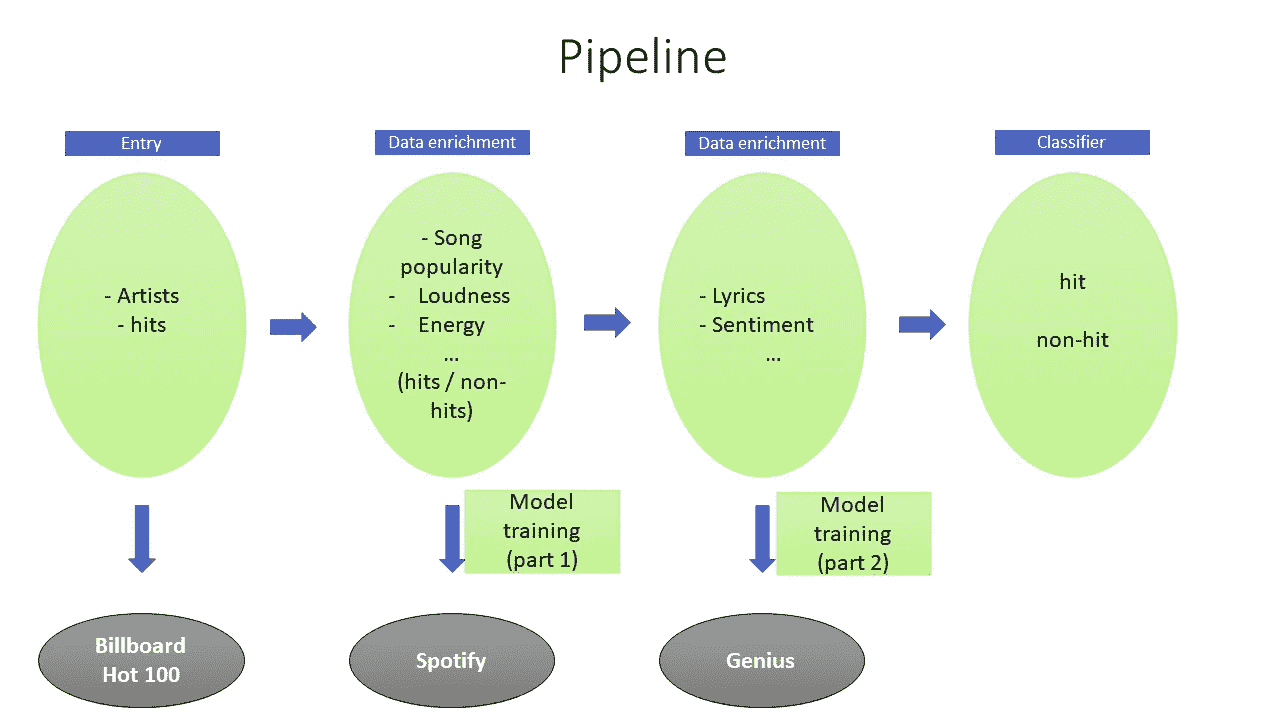 Pipeline
Entry
- Artists
- hits
Billboard
Hot 100
Data enrichment
- Song
popularity
- Loudness
- Energy
...
(hits / non-
hits)
Model
training
(part 1)
Spotify
Data enrichment
- Lyrics
- Sentiment
...
Model
training
(part 2)
Genius
Classifier
hit
non-hit